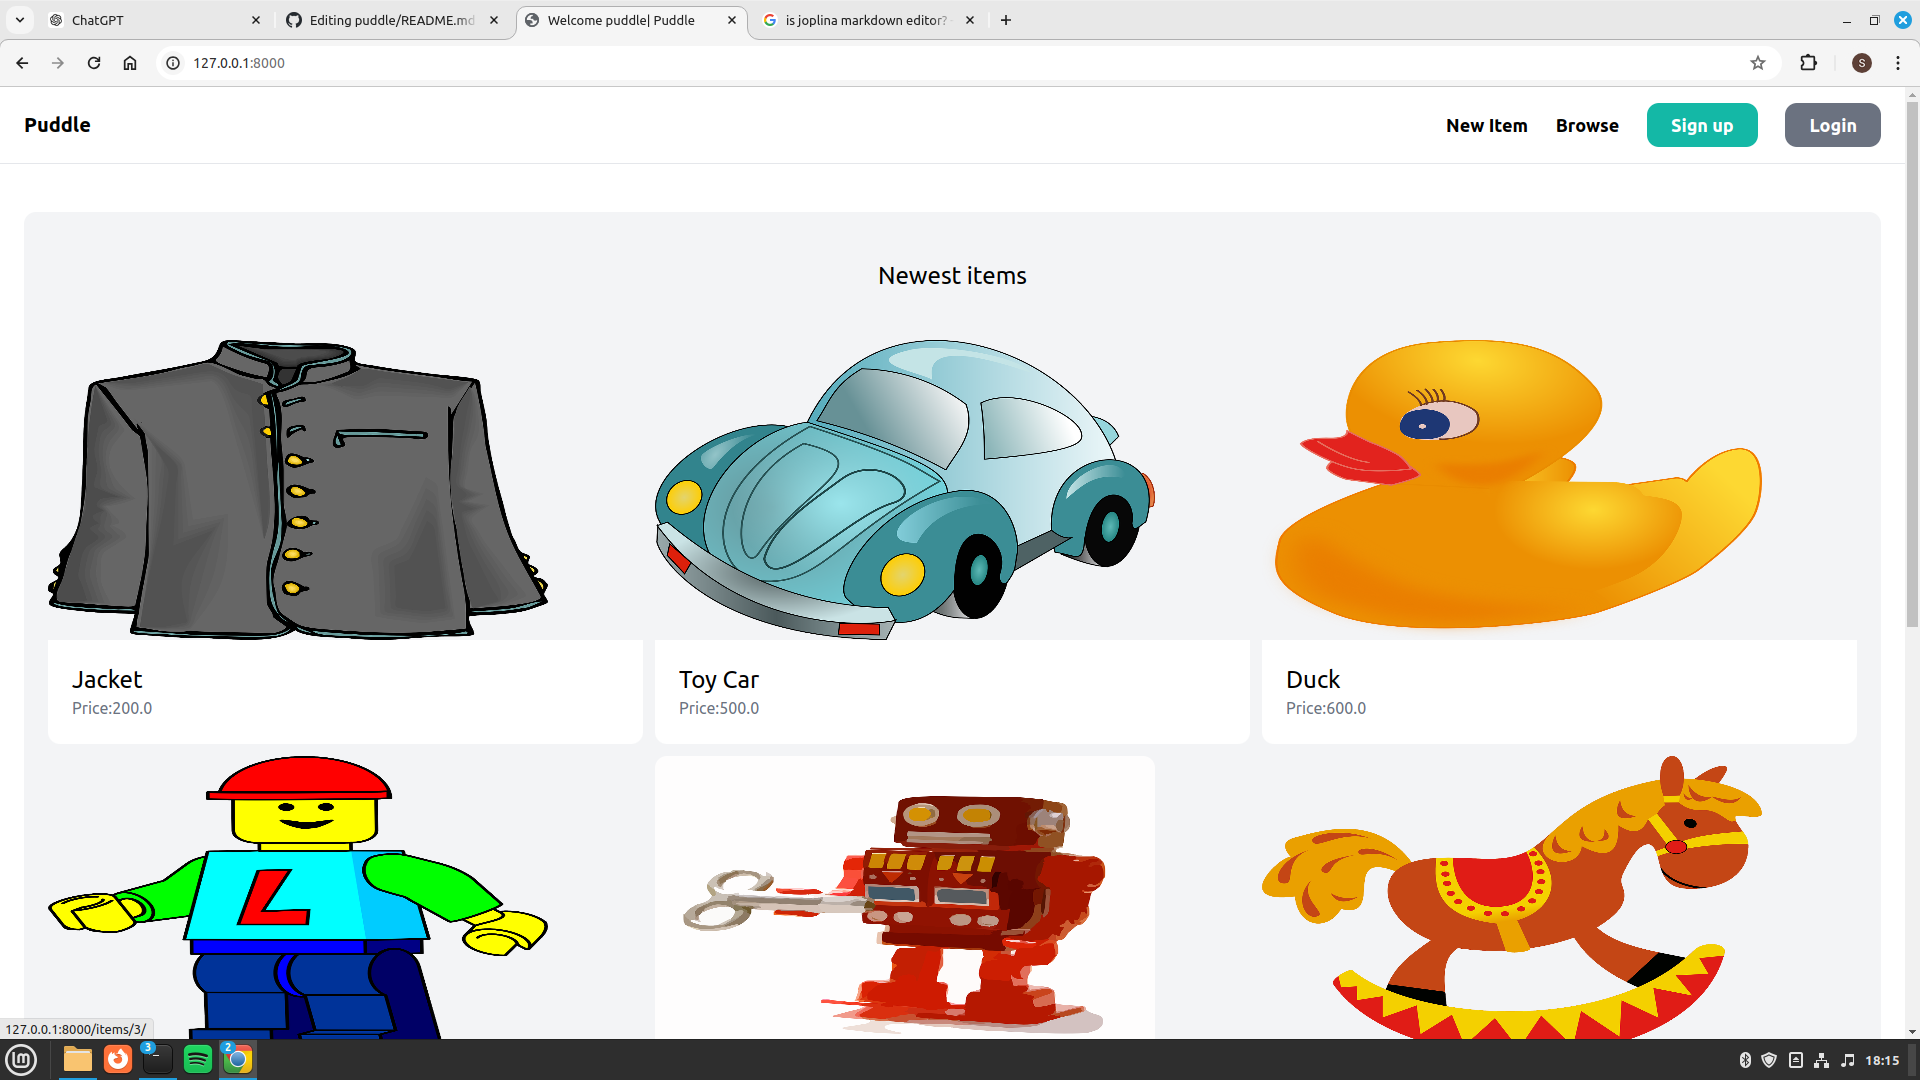 ChatGPT
Editing puddle/README.md
Welcome puddle| Puddle
is joplina markdown editor?
127.0.0.1:8000
S
Puddle
New Item
Browse
Sign up
Login
Newest items
Jacket
Price:200.0
Toy Car
Price:500.0
Duck
Price:600.0
L
127.0.0.1:8000/items/3/
3
2
18:15